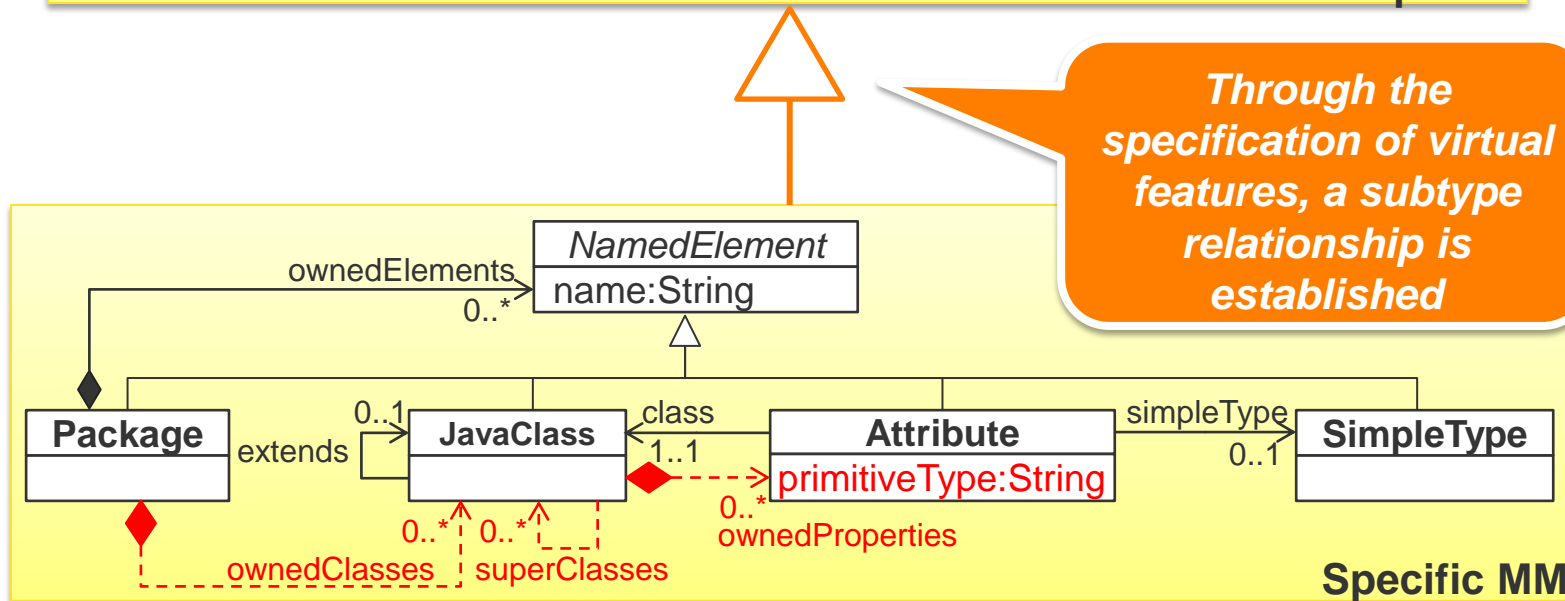 Through the
specification of virtual
features, a subtype
relationship is
established
NamedElement
name:String
ownedElements
0..*
Package
extends
0..1
JavaClass
class
1..1
Attribute
primitiveType:String
simpleType
0..1
SimpleType
0..*
ownedClasses
0..*
superClasses
0..*
ownedProperties
Specific MM